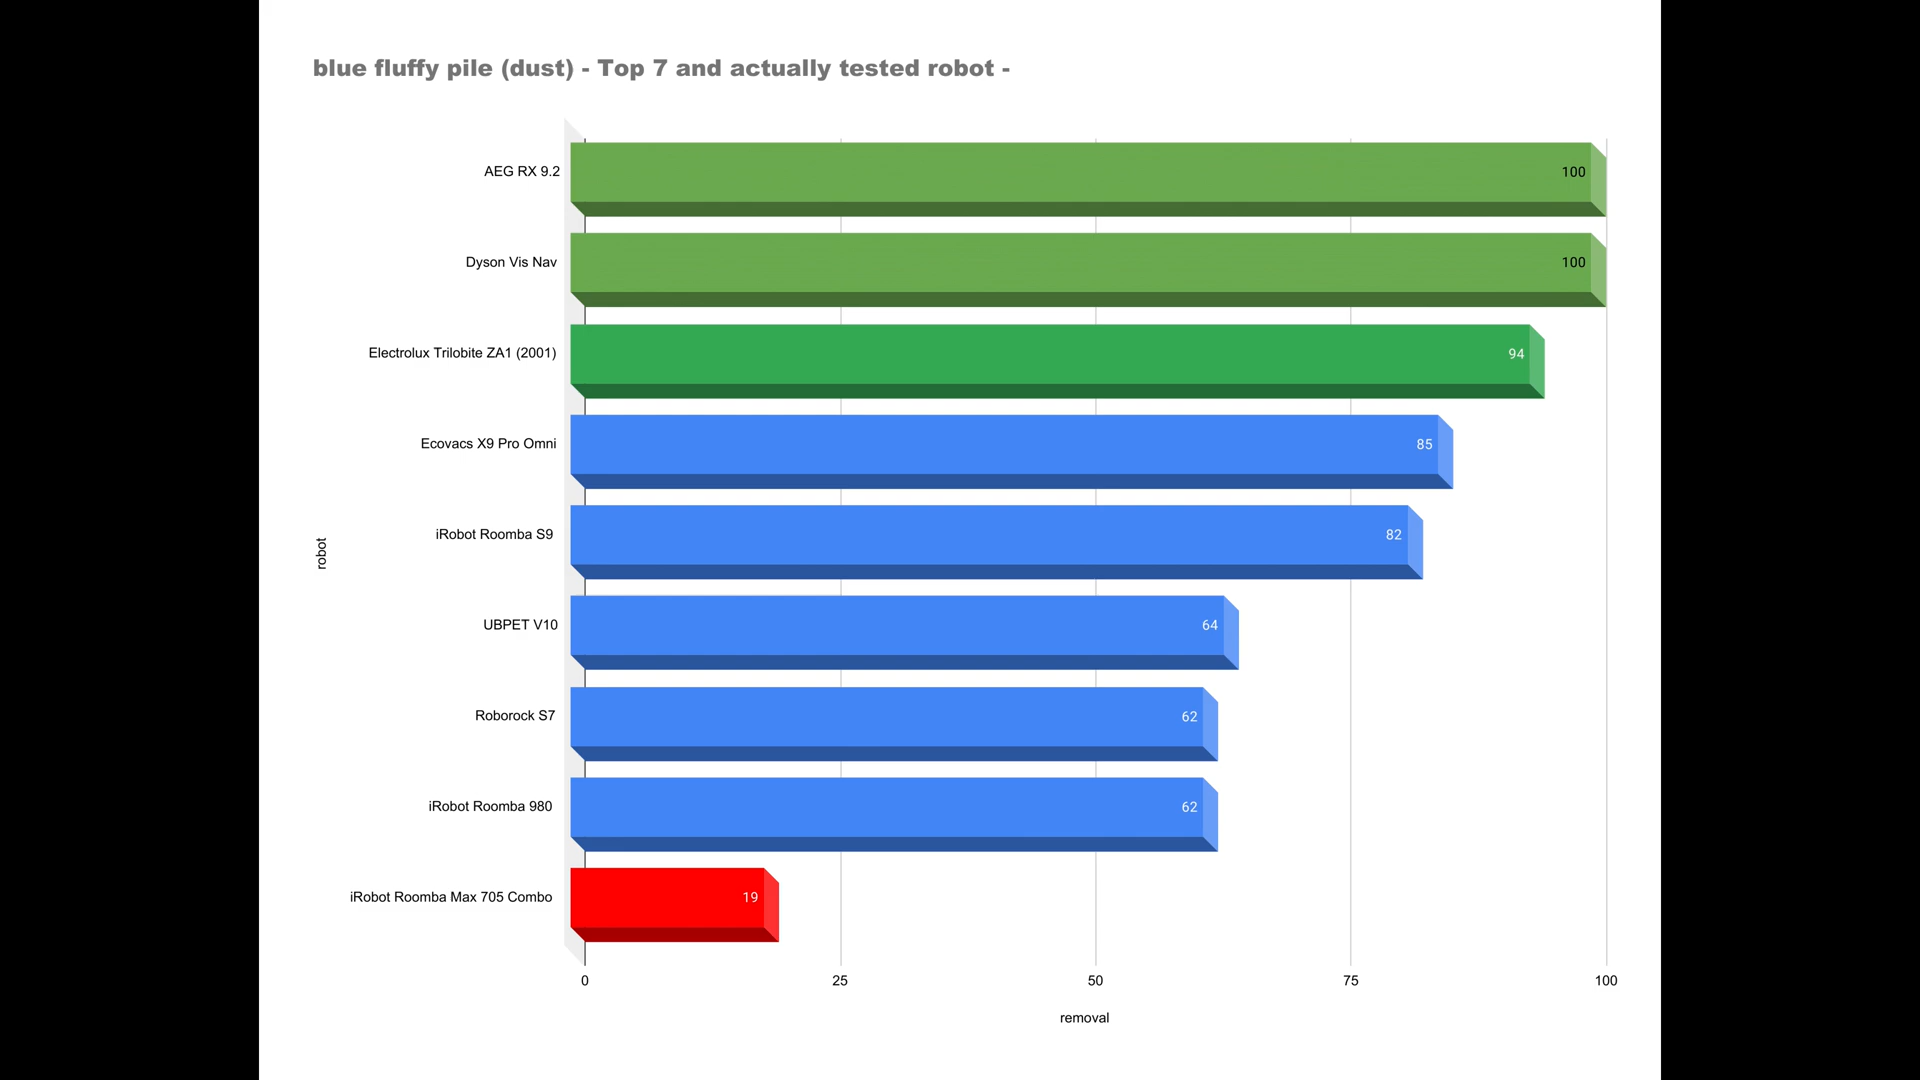 blue fluffy pile (dust) - Top 7 and actually tested robot -
AEG RX 9.2
100
Dyson Vis Nav
100
Electrolux Trilobite ZA1 (2001)
94
Ecovacs X9 Pro Omni
85
iRobot Roomba S9
82
robot
UBPET V10
64
Roborock S7
62
iRobot Roomba 980
62
iRobot Roomba Max 705 Combo
19
0 25 50 75 100
removal